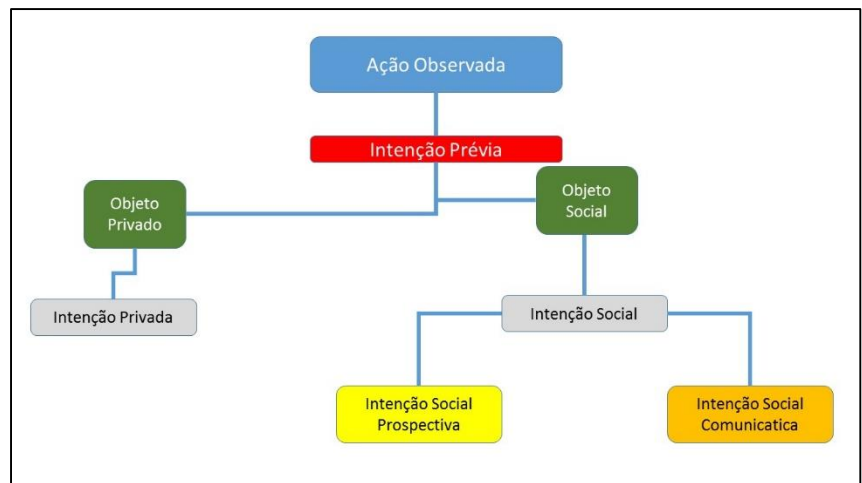 Ação Observada
Intenção Prévia
Objeto
Privado
Objeto
Social
Intenção Privada
Intenção Social
Intenção Social
Prospectiva
Intenção Social
Comunicatica